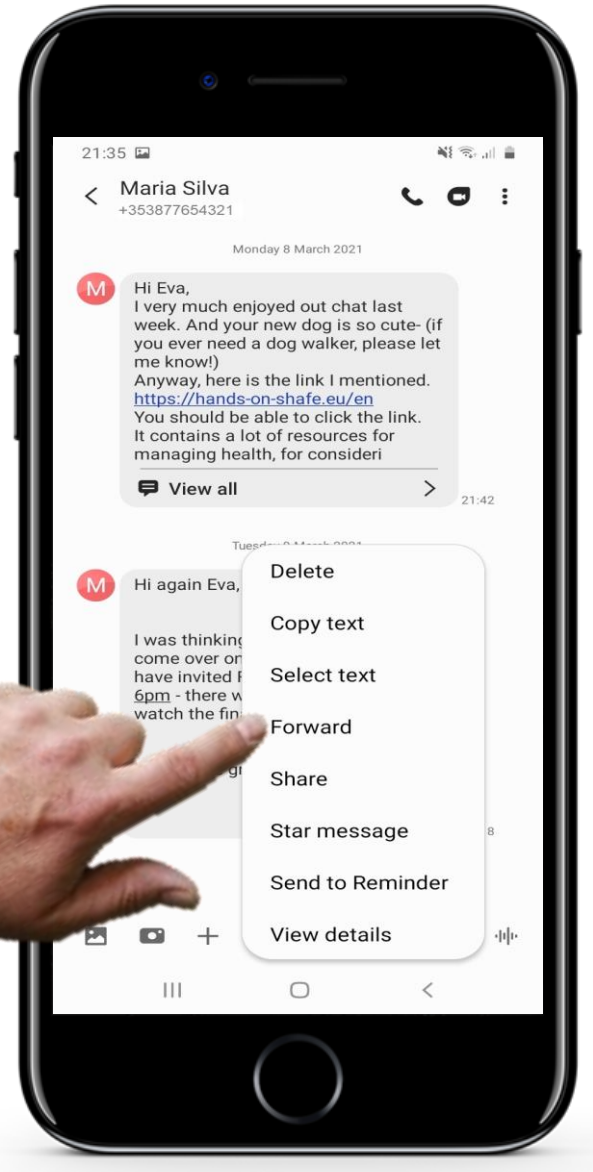 21:35
Maria Silva
+353877654321
Monday 8 March 2021
M
Hi Eva,
I very much enjoyed out chat last
week. And your new dog is so cute- (if
you ever need a dog walker, please let
me know!)
Anyway, here is the link I mentioned.
https://hands-on-shafe.eu/en
You should be able to click the link.
It contains a lot of resources for
managing health, for consideri
View all
21:42
M
Hi again Eva,
I was thinking
come over on
have invited
6pm - there
watch the
Delete
Copy text
Select text
Forward
Share
Star message
Send to Reminder
View details